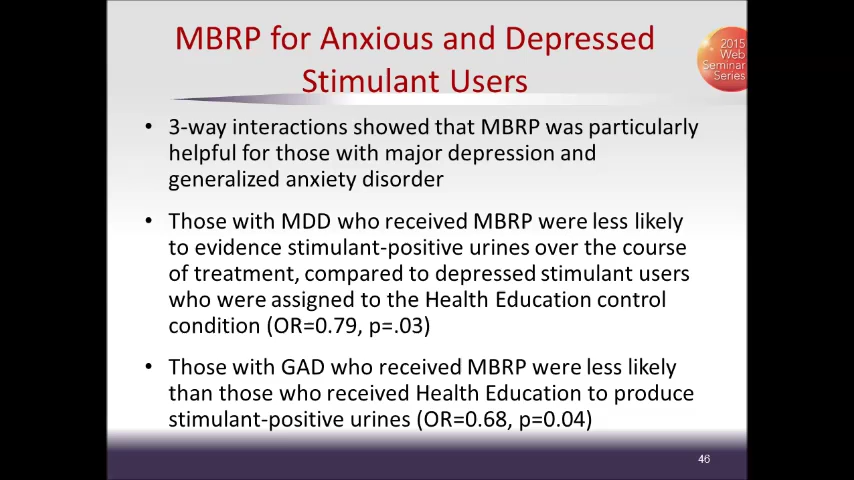 MBRP for Anxious and Depressed
Stimulant Users
2015
Web
Seminar
Series
• 3-way interactions showed that MBRP was particularly
helpful for those with major depression and
generalized anxiety disorder
• Those with MDD who received MBRP were less likely
to evidence stimulant-positive urines over the course
of treatment, compared to depressed stimulant users
who were assigned to the Health Education control
condition (OR=0.79, p=.03)
• Those with GAD who received MBRP were less likely
than those who received Health Education to produce
stimulant-positive urines (OR=0.68, p=0.04)
46